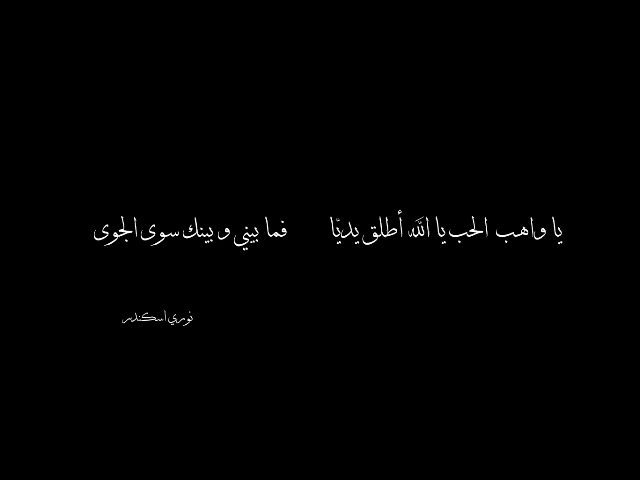 يا واهب الحب يا الله أطلق يديّا فما بيني و بينك سوى الجوى
نوري اسكندر